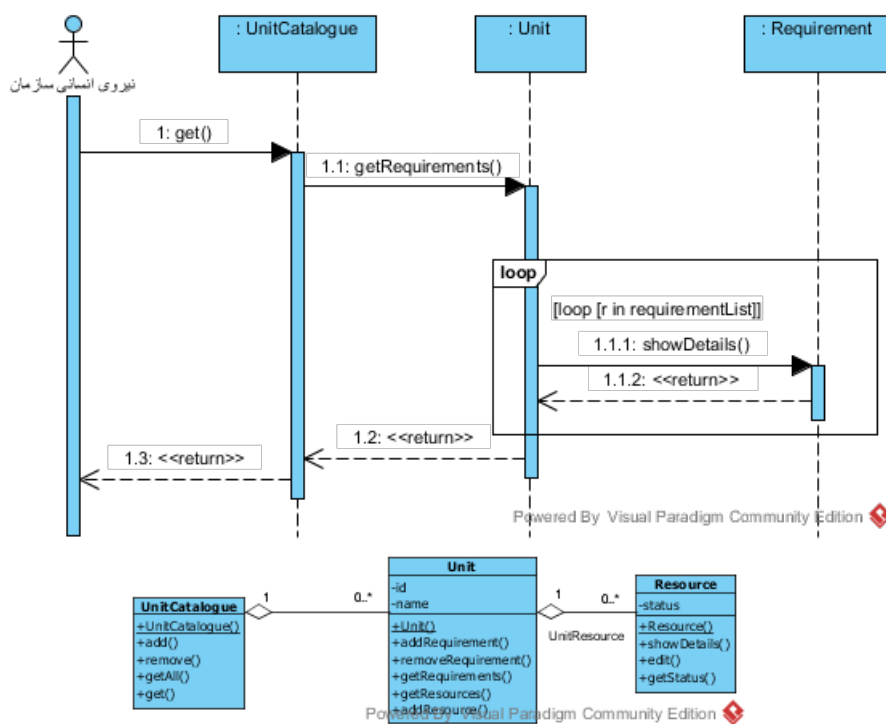 : UnitCatalogue
: Unit
: Requirement
نیروی انسانی سازمان
1: get()
1.1: getRequirements()
loop
[loop [r in requirementList]]
1.1.1: showDetails()
1.1.2: <<return>>
1.2: <<return>>
1.3: <<return>>
Powered By Visual Paradigm Community Edition
UnitCatalogue
+UnitCatalogue()
+add()
+remove()
+getAll()
+get()
1
0..*
Unit
-id
-name
+Unit()
+addRequirement()
+removeRequirement()
+getRequirements()
+getResources()
+addResource()
1
0..*
UnitResource
Resource
-status
+Resource()
+showDetails()
+edit()
+getStatus()
Powered By Visual Paradigm Community Edition